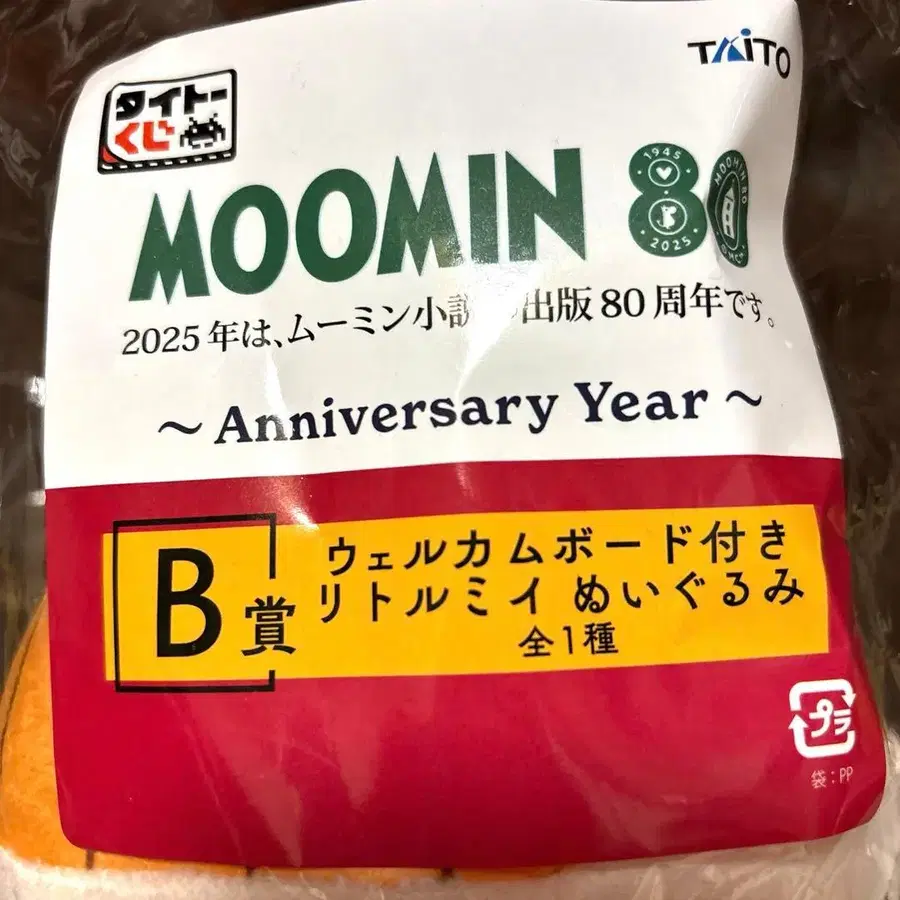 TAITO
タイトー
くじ
MOOMIN 80
1945
2025
MOOMIN 80
2025年は、ムーミン小説 出版80周年です。
~ Anniversary Year ~
B賞
ウェルカムボード付き
リトルミイ ぬいぐるみ
全1種
プラ
袋:PP